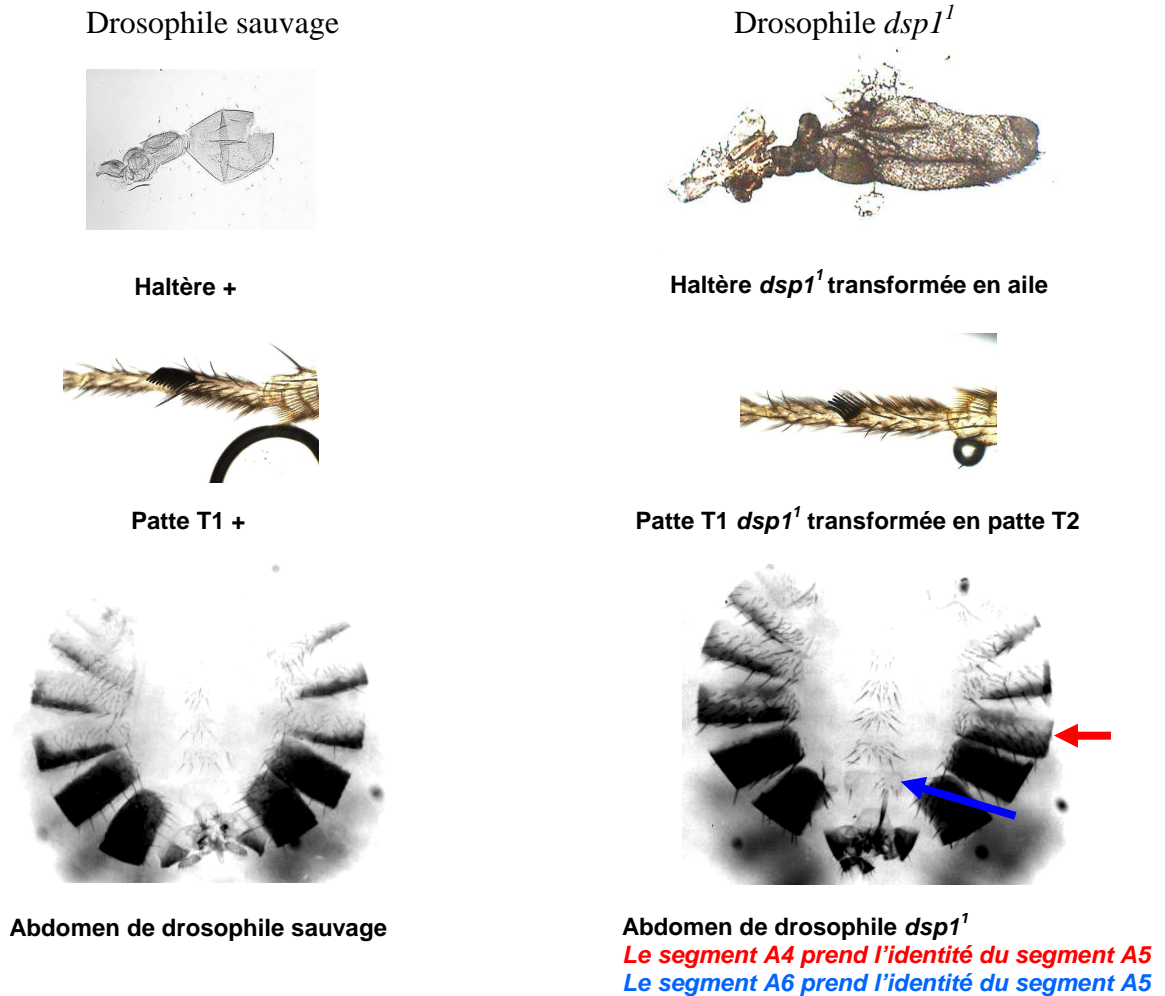 Drosophile sauvage
Drosophile dsp1¹
Haltère +
Haltère dsp1¹ transformée en aile
Patte T1 +
Patte T1 dsp1¹ transformée en patte T2
Abdomen de drosophile sauvage
Abdomen de drosophile dsp1¹
Le segment A4 prend l'identité du segment A5
Le segment A6 prend l'identité du segment A5